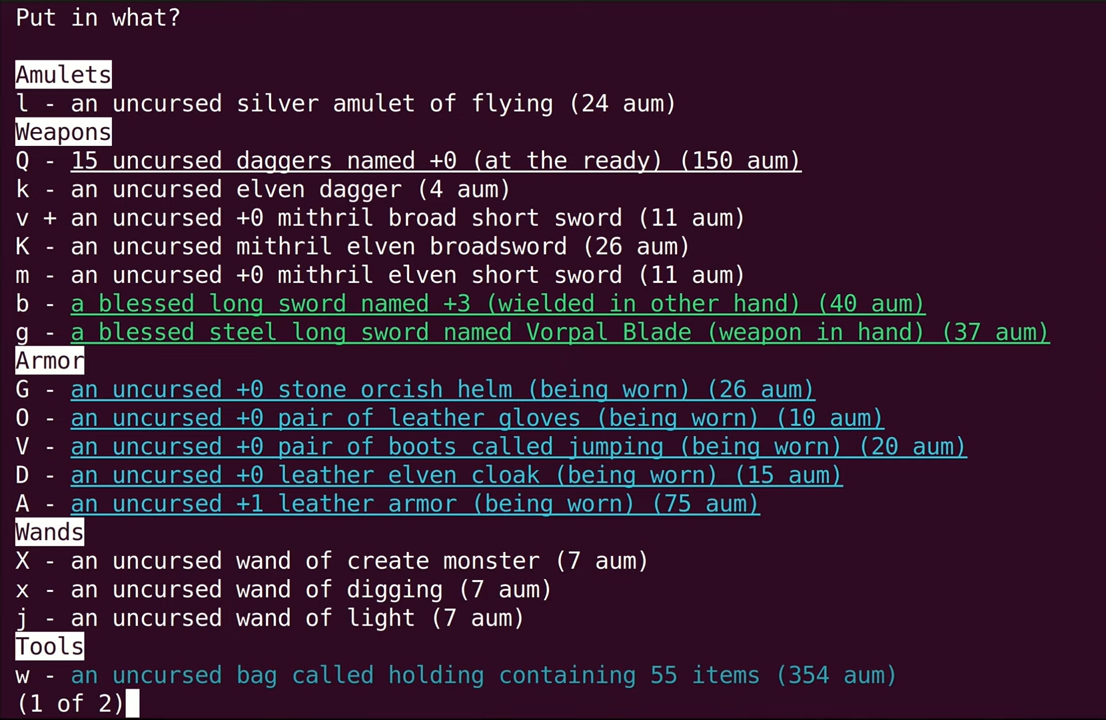 Put in what?
Amulets
l - an uncursed silver amulet of flying (24 aum)
Weapons
Q - 15 uncursed daggers named +0 (at the ready) (150 aum)
k - an uncursed elven dagger (4 aum)
v + an uncursed +0 mithril broad short sword (11 aum)
K - an uncursed mithril elven broadsword (26 aum)
m - an uncursed +0 mithril elven short sword (11 aum)
b - a blessed long sword named +3 (wielded in other hand) (40 aum)
g - a blessed steel long sword named Vorpal Blade (weapon in hand) (37 aum)
Armor
G - an uncursed +0 stone orcish helm (being worn) (26 aum)
O - an uncursed +0 pair of leather gloves (being worn) (10 aum)
V - an uncursed +0 pair of boots called jumping (being worn) (20 aum)
D - an uncursed +0 leather elven cloak (being worn) (15 aum)
A - an uncursed +1 leather armor (being worn) (75 aum)
Wands
X - an uncursed wand of create monster (7 aum)
x - an uncursed wand of digging (7 aum)
j - an uncursed wand of light (7 aum)
Tools
w - an uncursed bag called holding containing 55 items (354 aum)
(1 of 2)